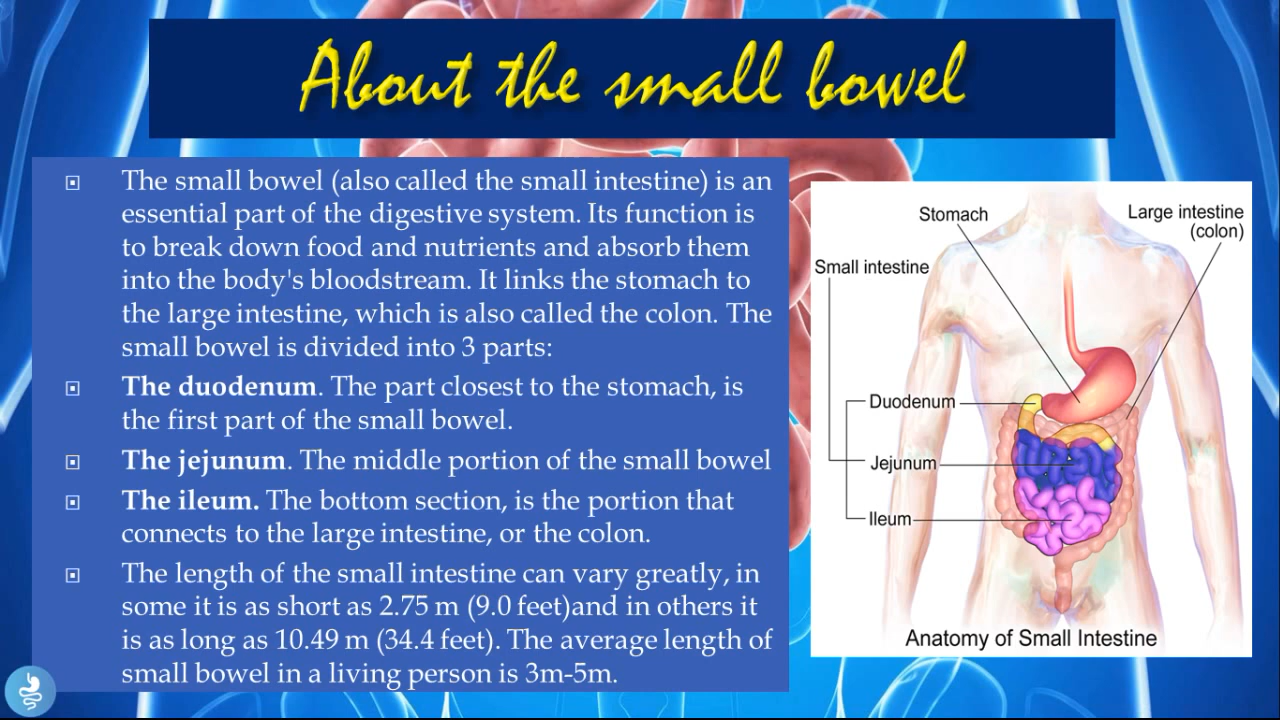 About the small bowel
The small bowel (also called the small intestine) is an
essential part of the digestive system. Its function is
to break down food and nutrients and absorb them
into the body's bloodstream. It links the stomach to
the large intestine, which is also called the colon. The
small bowel is divided into 3 parts:
The duodenum. The part closest to the stomach, is
the first part of the small bowel.
The jejunum. The middle portion of the small bowel
The ileum. The bottom section, is the portion that
connects to the large intestine, or the colon.
The length of the small intestine can vary greatly, in
some it is as short as 2.75 m (9.0 feet)and in others it
is as long as 10.49 m (34.4 feet). The average length of
small bowel in a living person is 3m-5m.
Stomach
Large intestine
(colon)
Small intestine
Duodenum
Jejunum
Ileum
Anatomy of Small Intestine